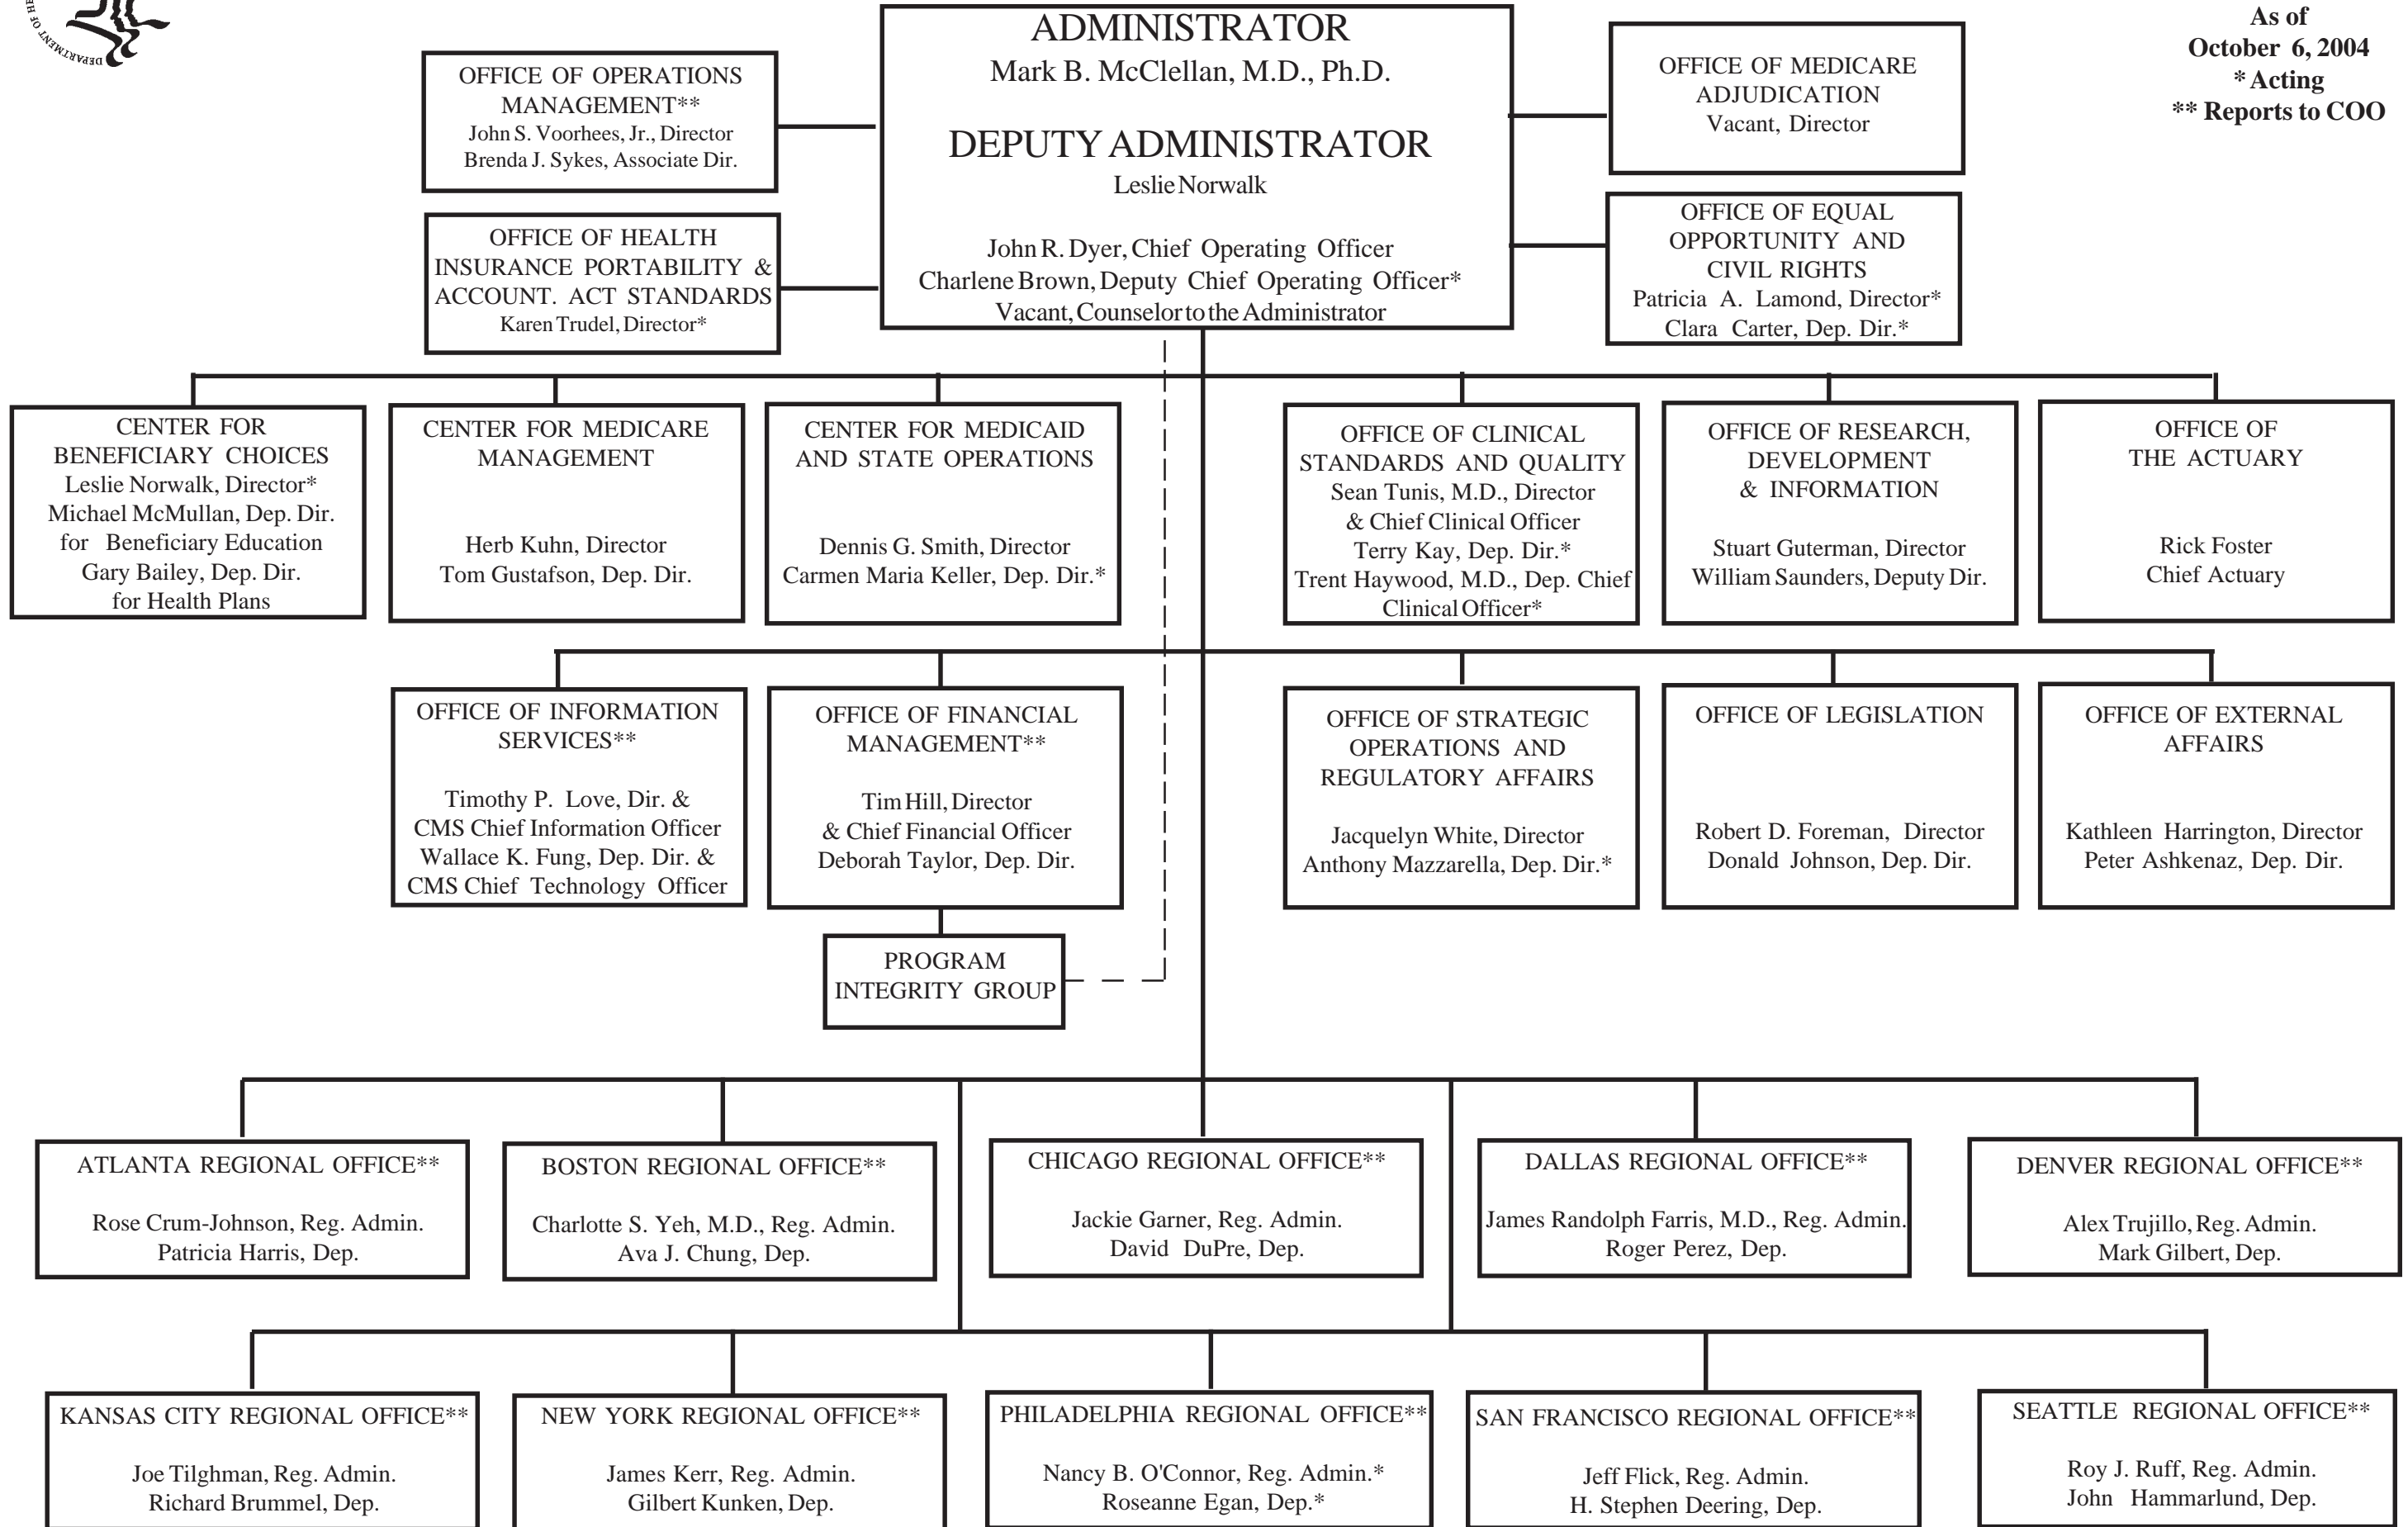 DEPARTMENT OF HE
As of
October 6, 2004
* Acting
** Reports to COO
ADMINISTRATOR
Mark B. McClellan, M.D., Ph.D.
DEPUTY ADMINISTRATOR
Leslie Norwalk
John R. Dyer, Chief Operating Officer
Charlene Brown, Deputy Chief Operating Officer*
Vacant, Counselor to the Administrator
OFFICE OF OPERATIONS
MANAGEMENT**
John S. Voorhees, Jr., Director
Brenda J. Sykes, Associate Dir.
OFFICE OF MEDICARE
ADJUDICATION
Vacant, Director
OFFICE OF HEALTH
INSURANCE PORTABILITY &
ACCOUNT. ACT STANDARDS
Karen Trudel, Director*
OFFICE OF EQUAL
OPPORTUNITY AND
CIVIL RIGHTS
Patricia A. Lamond, Director*
Clara Carter, Dep. Dir.*
CENTER FOR
BENEFICIARY CHOICES
Leslie Norwalk, Director*
Michael McMullan, Dep. Dir.
for Beneficiary Education
Gary Bailey, Dep. Dir.
for Health Plans
CENTER FOR MEDICARE
MANAGEMENT
Herb Kuhn, Director
Tom Gustafson, Dep. Dir.
CENTER FOR MEDICAID
AND STATE OPERATIONS
Dennis G. Smith, Director
Carmen Maria Keller, Dep. Dir.*
OFFICE OF CLINICAL
STANDARDS AND QUALITY
Sean Tunis, M.D., Director
& Chief Clinical Officer
Terry Kay, Dep. Dir.*
Trent Haywood, M.D., Dep. Chief
Clinical Officer*
OFFICE OF RESEARCH,
DEVELOPMENT
& INFORMATION
Stuart Guterman, Director
William Saunders, Deputy Dir.
OFFICE OF
THE ACTUARY
Rick Foster
Chief Actuary
OFFICE OF INFORMATION
SERVICES**
Timothy P. Love, Dir. &
CMS Chief Information Officer
Wallace K. Fung, Dep. Dir. &
CMS Chief Technology Officer
OFFICE OF FINANCIAL
MANAGEMENT**
Tim Hill, Director
& Chief Financial Officer
Deborah Taylor, Dep. Dir.
OFFICE OF STRATEGIC
OPERATIONS AND
REGULATORY AFFAIRS
Jacquelyn White, Director
Anthony Mazzarella, Dep. Dir.*
OFFICE OF LEGISLATION
Robert D. Foreman, Director
Donald Johnson, Dep. Dir.
OFFICE OF EXTERNAL
AFFAIRS
Kathleen Harrington, Director
Peter Ashkenaz, Dep. Dir.
PROGRAM
INTEGRITY GROUP
ATLANTA REGIONAL OFFICE**
Rose Crum-Johnson, Reg. Admin.
Patricia Harris, Dep.
BOSTON REGIONAL OFFICE**
Charlotte S. Yeh, M.D., Reg. Admin.
Ava J. Chung, Dep.
CHICAGO REGIONAL OFFICE**
Jackie Garner, Reg. Admin.
David DuPre, Dep.
DALLAS REGIONAL OFFICE**
James Randolph Farris, M.D., Reg. Admin.
Roger Perez, Dep.
DENVER REGIONAL OFFICE**
Alex Trujillo, Reg. Admin.
Mark Gilbert, Dep.
KANSAS CITY REGIONAL OFFICE**
Joe Tilghman, Reg. Admin.
Richard Brummel, Dep.
NEW YORK REGIONAL OFFICE**
James Kerr, Reg. Admin.
Gilbert Kunken, Dep.
PHILADELPHIA REGIONAL OFFICE**
Nancy B. O'Connor, Reg. Admin.*
Roseanne Egan, Dep.*
SAN FRANCISCO REGIONAL OFFICE**
Jeff Flick, Reg. Admin.
H. Stephen Deering, Dep.
SEATTLE REGIONAL OFFICE**
Roy J. Ruff, Reg. Admin.
John Hammarlund, Dep.